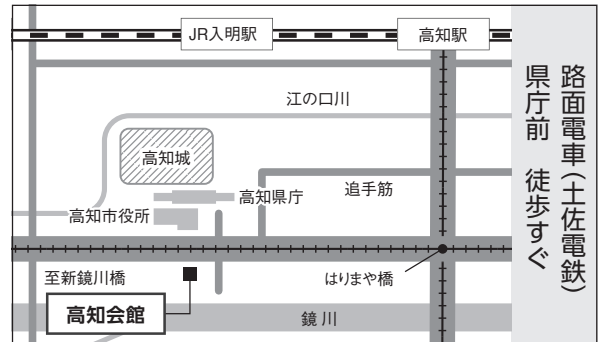 JR入明駅
高知駅
江の口川
高知城
追手筋
高知県庁
高知市役所
至新鏡川橋
はりまや橋
高知会館
鏡川
路面電車(土佐電鉄)
県庁前 徒歩すぐ